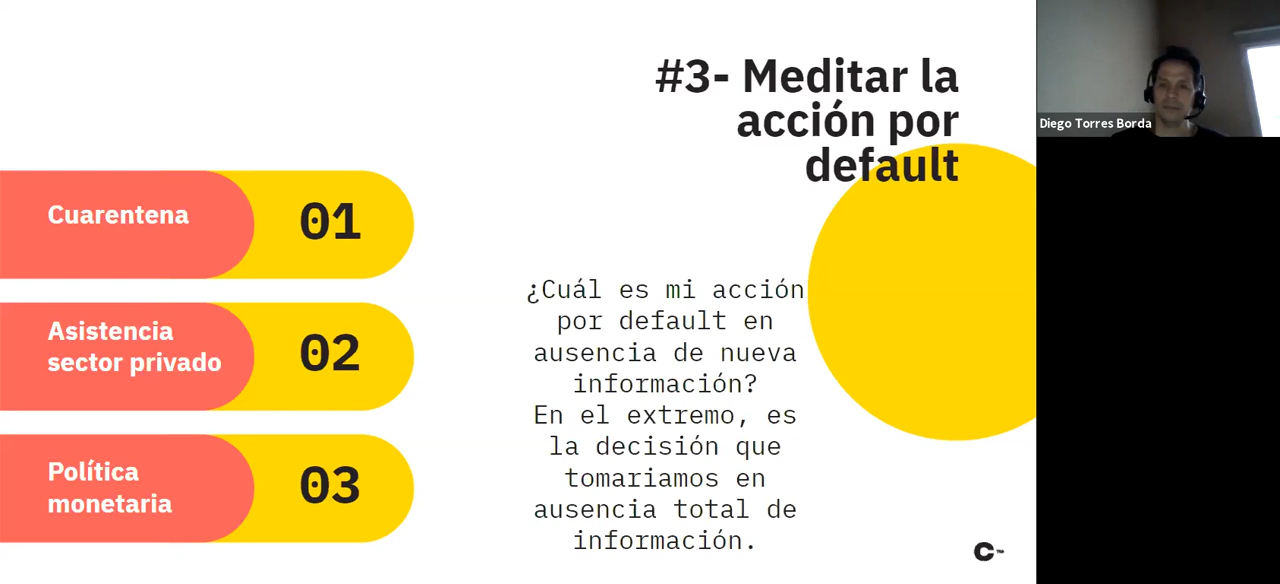 #3- Meditar la
acción por
default
Cuarentena
01
Asistencia
sector privado
02
Política
monetaria
03
¿Cuál es mi acción
por default en
ausencia de nueva
información?
En el extremo, es
la decisión que
tomariamos en
ausencia total de
información.
C
Diego Torres Borda